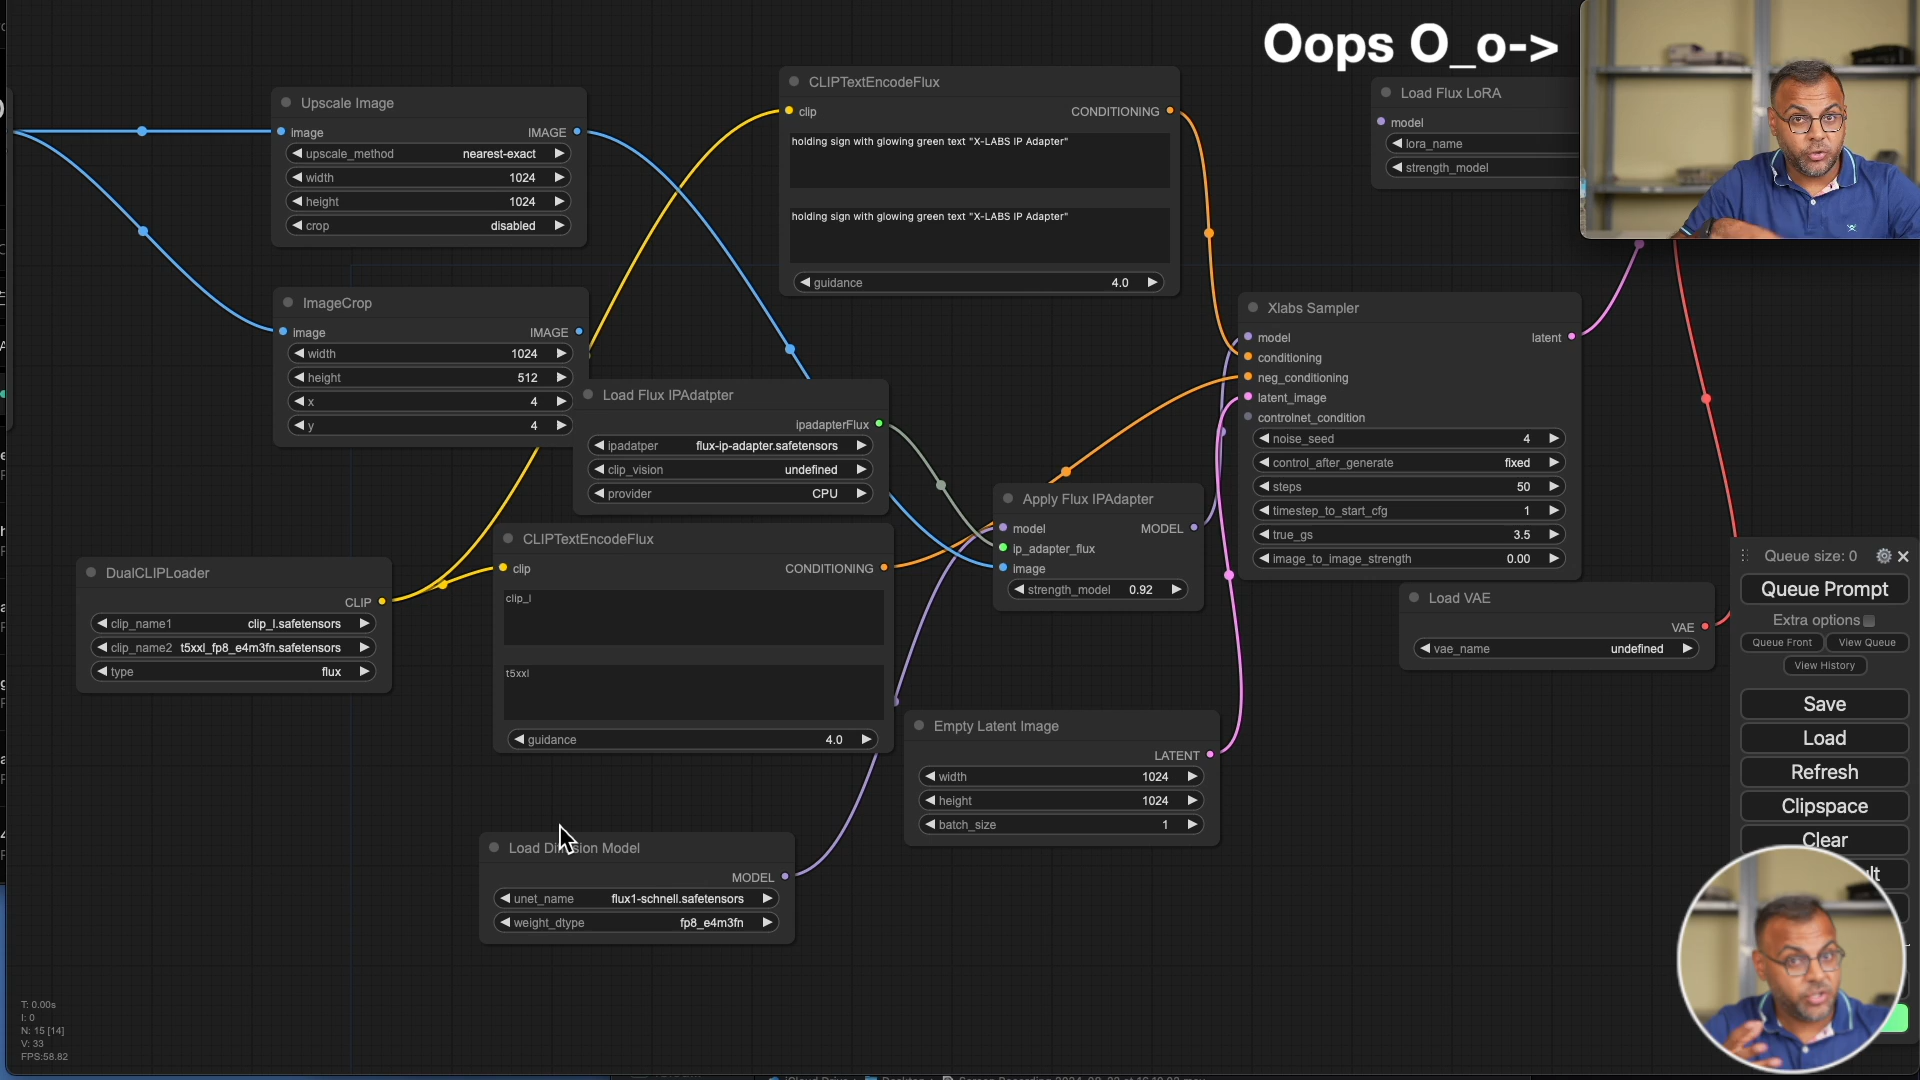 Oops O_o->
Upscale Image
image IMAGE
upscale_method nearest-exact
width 1024
height 1024
crop disabled
ImageCrop
image IMAGE
width 1024
height 512
x 4
y 4
CLIPTextEncodeFlux
clip CONDITIONING
holding sign with glowing green text "X-LABS IP Adapter"
holding sign with glowing green text "X-LABS IP Adapter"
guidance 4.0
Load Flux LoRA
model
lora_name
strength_model
Load Flux IPAdatpter
ipadapterFlux
ipadatper flux-ip-adapter.safetensors
clip_vision undefined
provider CPU
Xlabs Sampler
model latent
conditioning
neg_conditioning
latent_image
controlnet_condition
noise_seed 4
control_after_generate fixed
steps 50
timestep_to_start_cfg 1
true_gs 3.5
image_to_image_strength 0.00
Apply Flux IPAdapter
model MODEL
ip_adapter_flux
image
strength_model 0.92
DualCLIPLoader
CLIP
clip_name1 clip_l.safetensors
clip_name2 t5xxl_fp8_e4m3fn.safetensors
type flux
CLIPTextEncodeFlux
clip CONDITIONING
clip_l
t5xxl
guidance 4.0
Load VAE
VAE
vae_name undefined
Empty Latent Image
LATENT
width 1024
height 1024
batch_size 1
Load Diffusion Model
MODEL
unet_name flux1-schnell.safetensors
weight_dtype fp8_e4m3fn
Queue size: 0
Queue Prompt
Extra options
Queue Front View Queue
View History
Save
Load
Refresh
Clipspace
Clear
T: 0.00s
I: 0
N: 15 [14]
V: 33
FPS:58.82